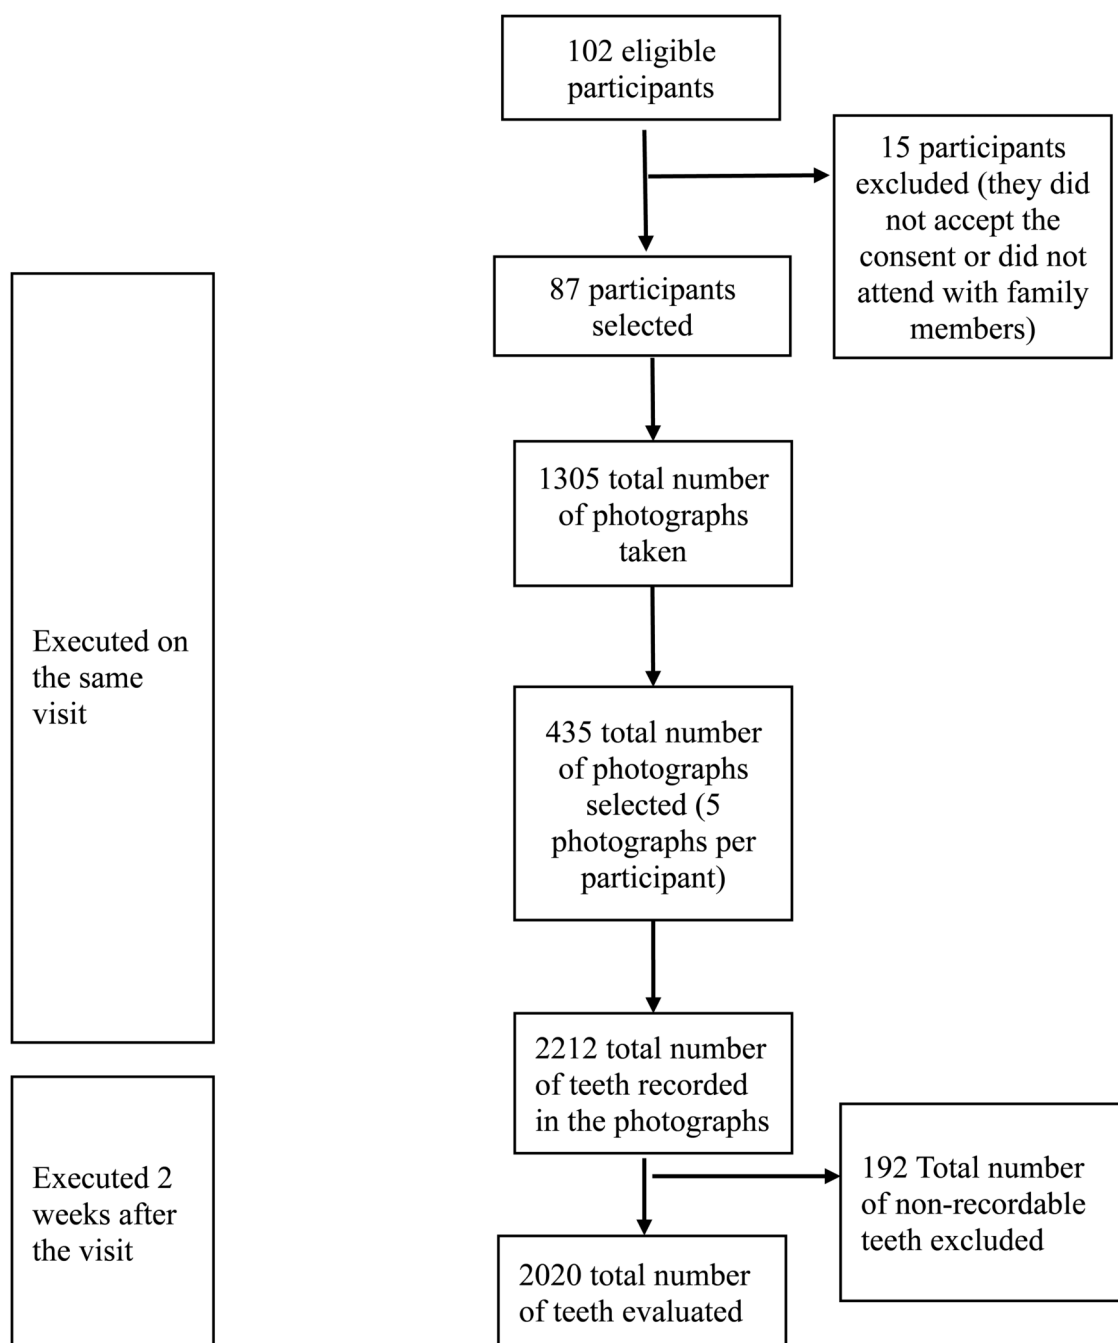 102 eligible
participants
15 participants
excluded (they did
not accept the
consent or did not
attend with family
members)
87 participants
selected
1305 total number
of photographs
taken
Executed on
the same
visit
435 total number
of photographs
selected (5
photographs per
participant)
2212 total number
of teeth recorded
in the photographs
Executed 2
weeks after
the visit
192 Total number
of non-recordable
teeth excluded
2020 total number
of teeth evaluated